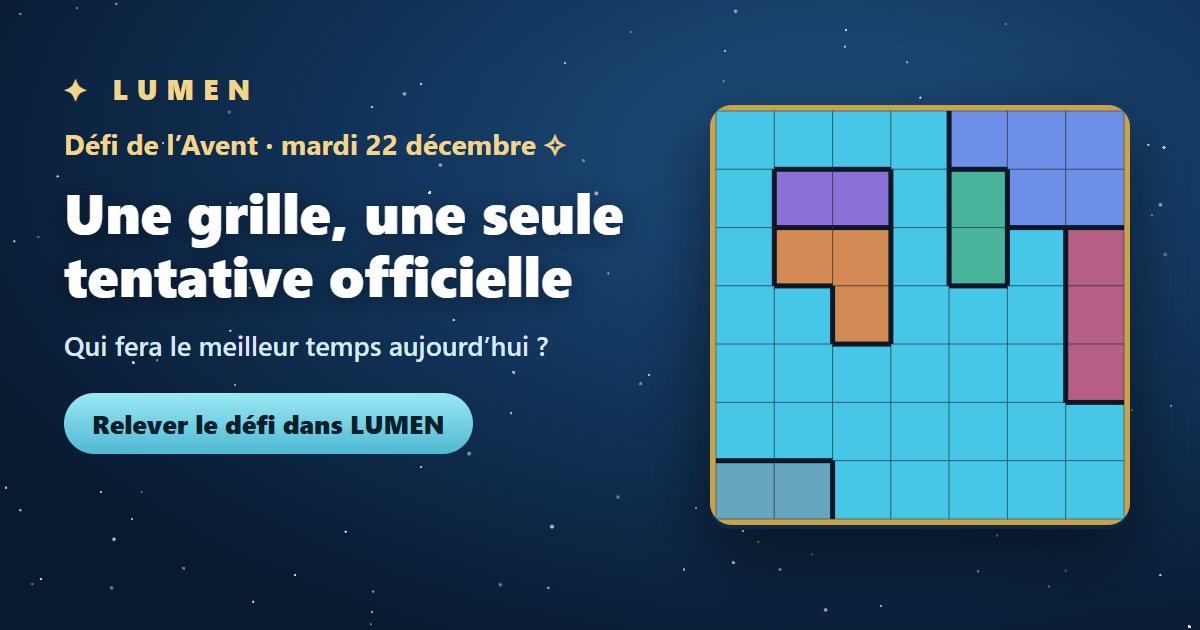 ✦ LUMEN
Défi de l’Avent · mardi 22 décembre ✧
Une grille, une seule
tentative officielle
Qui fera le meilleur temps aujourd’hui ?
Relever le défi dans LUMEN